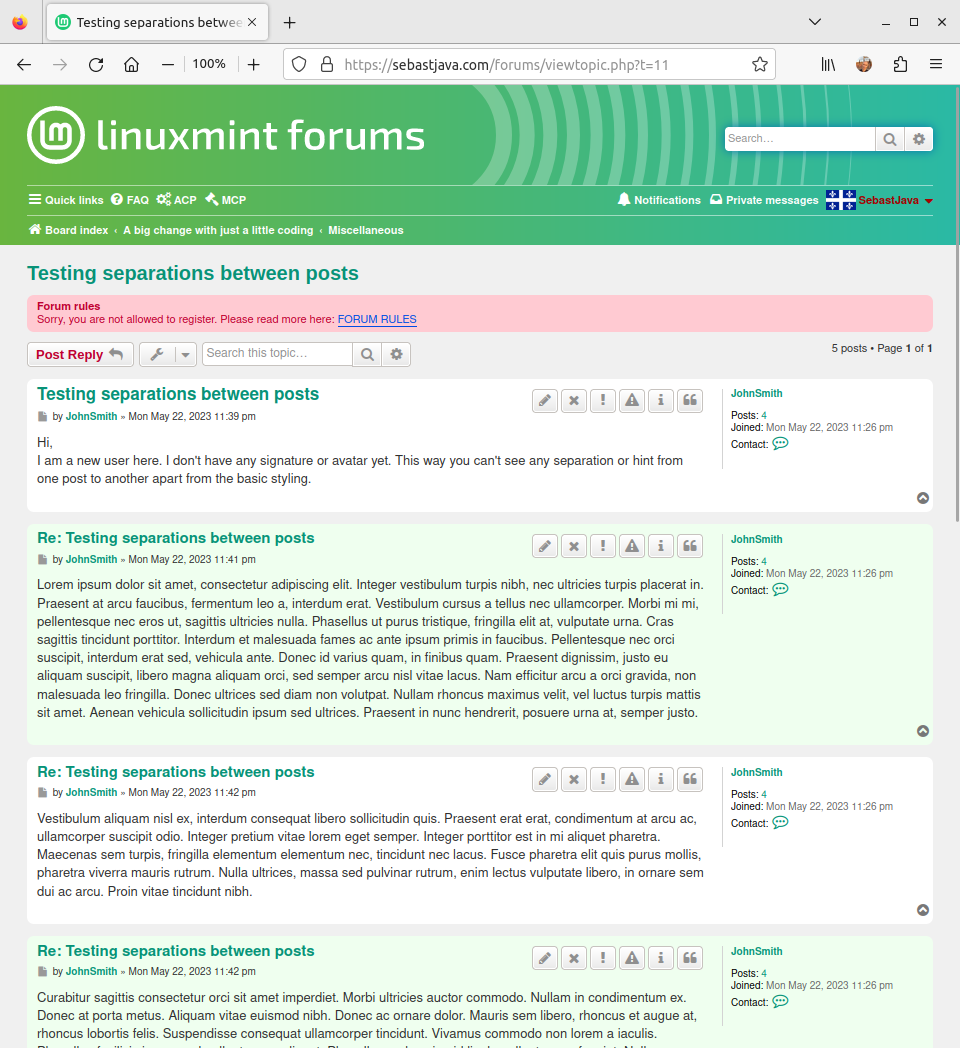 Testing separations betwee
100%
https://sebastjava.com/forums/viewtopic.php?t=11
linuxmint forums
Search…
Quick links FAQ ACP MCP
Notifications Private messages SebastJava
Board index ‹ A big change with just a little coding ‹ Miscellaneous
Testing separations between posts
Forum rules
Sorry, you are not allowed to register. Please read more here: FORUM RULES
Post Reply
Search this topic…
5 posts • Page 1 of 1
Testing separations between posts
by JohnSmith » Mon May 22, 2023 11:39 pm
Hi,
I am a new user here. I don't have any signature or avatar yet. This way you can't see any separation or hint from
one post to another apart from the basic styling.
JohnSmith
Posts: 4
Joined: Mon May 22, 2023 11:26 pm
Contact:
Re: Testing separations between posts
by JohnSmith » Mon May 22, 2023 11:41 pm
Lorem ipsum dolor sit amet, consectetur adipiscing elit. Integer vestibulum turpis nibh, nec ultricies turpis placerat in.
Praesent at arcu faucibus, fermentum leo a, interdum erat. Vestibulum cursus a tellus nec ullamcorper. Morbi mi mi,
pellentesque nec eros ut, sagittis ultricies nulla. Phasellus ut purus tristique, fringilla elit at, vulputate urna. Cras
sagittis tincidunt porttitor. Interdum et malesuada fames ac ante ipsum primis in faucibus. Pellentesque nec orci
suscipit, interdum erat sed, vehicula ante. Donec id varius quam, in finibus quam. Praesent dignissim, justo eu
aliquam suscipit, libero magna aliquam orci, sed semper arcu nisl vitae lacus. Nam efficitur arcu a orci gravida, non
malesuada leo fringilla. Donec ultrices sed diam non volutpat. Nullam rhoncus maximus velit, vel luctus turpis mattis
sit amet. Aenean vehicula sollicitudin ipsum sed ultrices. Praesent in nunc hendrerit, posuere urna at, semper justo.
JohnSmith
Posts: 4
Joined: Mon May 22, 2023 11:26 pm
Contact:
Re: Testing separations between posts
by JohnSmith » Mon May 22, 2023 11:42 pm
Vestibulum aliquam nisl ex, interdum consequat libero sollicitudin quis. Praesent erat erat, condimentum at arcu ac,
ullamcorper suscipit odio. Integer pretium vitae lorem eget semper. Integer porttitor est in mi aliquet pharetra.
Maecenas sem turpis, fringilla elementum elementum nec, tincidunt nec lacus. Fusce pharetra elit quis purus mollis,
pharetra viverra mauris rutrum. Nulla ultrices, massa sed pulvinar rutrum, enim lectus vulputate libero, in ornare sem
dui ac arcu. Proin vitae tincidunt nibh.
JohnSmith
Posts: 4
Joined: Mon May 22, 2023 11:26 pm
Contact:
Re: Testing separations between posts
by JohnSmith » Mon May 22, 2023 11:42 pm
Curabitur sagittis consectetur orci sit amet imperdiet. Morbi ultricies auctor commodo. Nullam in condimentum ex.
Donec at porta metus. Aliquam vitae euismod nibh. Donec ac ornare dolor. Mauris sem libero, rhoncus et augue at,
rhoncus lobortis felis. Suspendisse consequat ullamcorper tincidunt. Vivamus commodo non lorem a iaculis.
JohnSmith
Posts: 4
Joined: Mon May 22, 2023 11:26 pm
Contact: